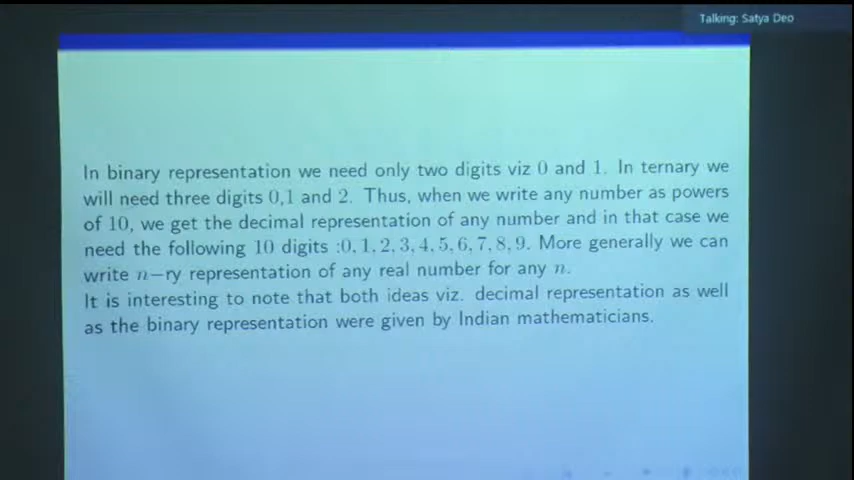 Talking: Satya Deo
In binary representation we need only two digits viz 0 and 1. In ternary we
will need three digits 0,1 and 2. Thus, when we write any number as powers
of 10, we get the decimal representation of any number and in that case we
need the following 10 digits :0, 1, 2, 3, 4, 5, 6, 7, 8, 9. More generally we can
write n−ry representation of any real number for any n.
It is interesting to note that both ideas viz. decimal representation as well
as the binary representation were given by Indian mathematicians.